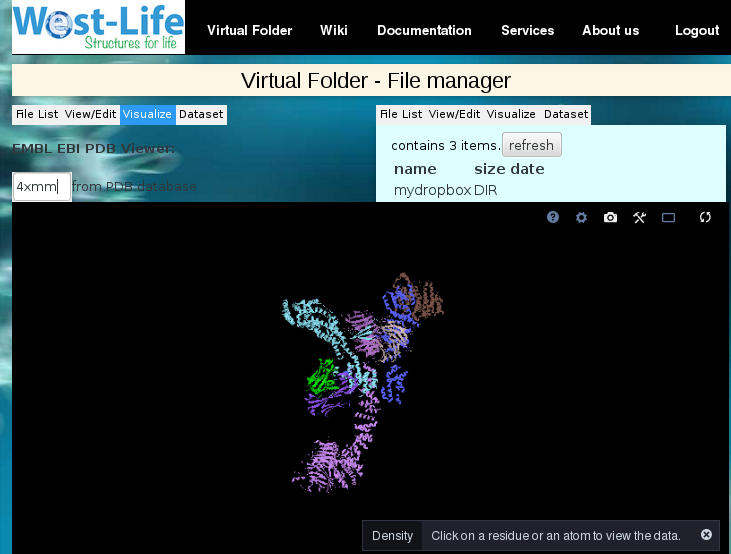 West-Life
Structures for life
Virtual Folder Wiki Documentation Services About us Logout
Virtual Folder - File manager
File List View/Edit Visualize Dataset
EMBL EBI PDB Viewer:
4xmm from PDB database
File List View/Edit Visualize Dataset
contains 3 items. refresh
name size date
mydropbox DIR
Density Click on a residue or an atom to view the data.